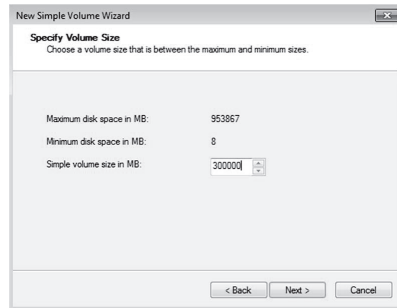 New Simple Volume Wizard
Specify Volume Size
Choose a volume size that is between the maximum and minimum sizes.
Maximum disk space in MB: 953867
Minimum disk space in MB: 8
Simple volume size in MB: 300000
< Back Next > Cancel